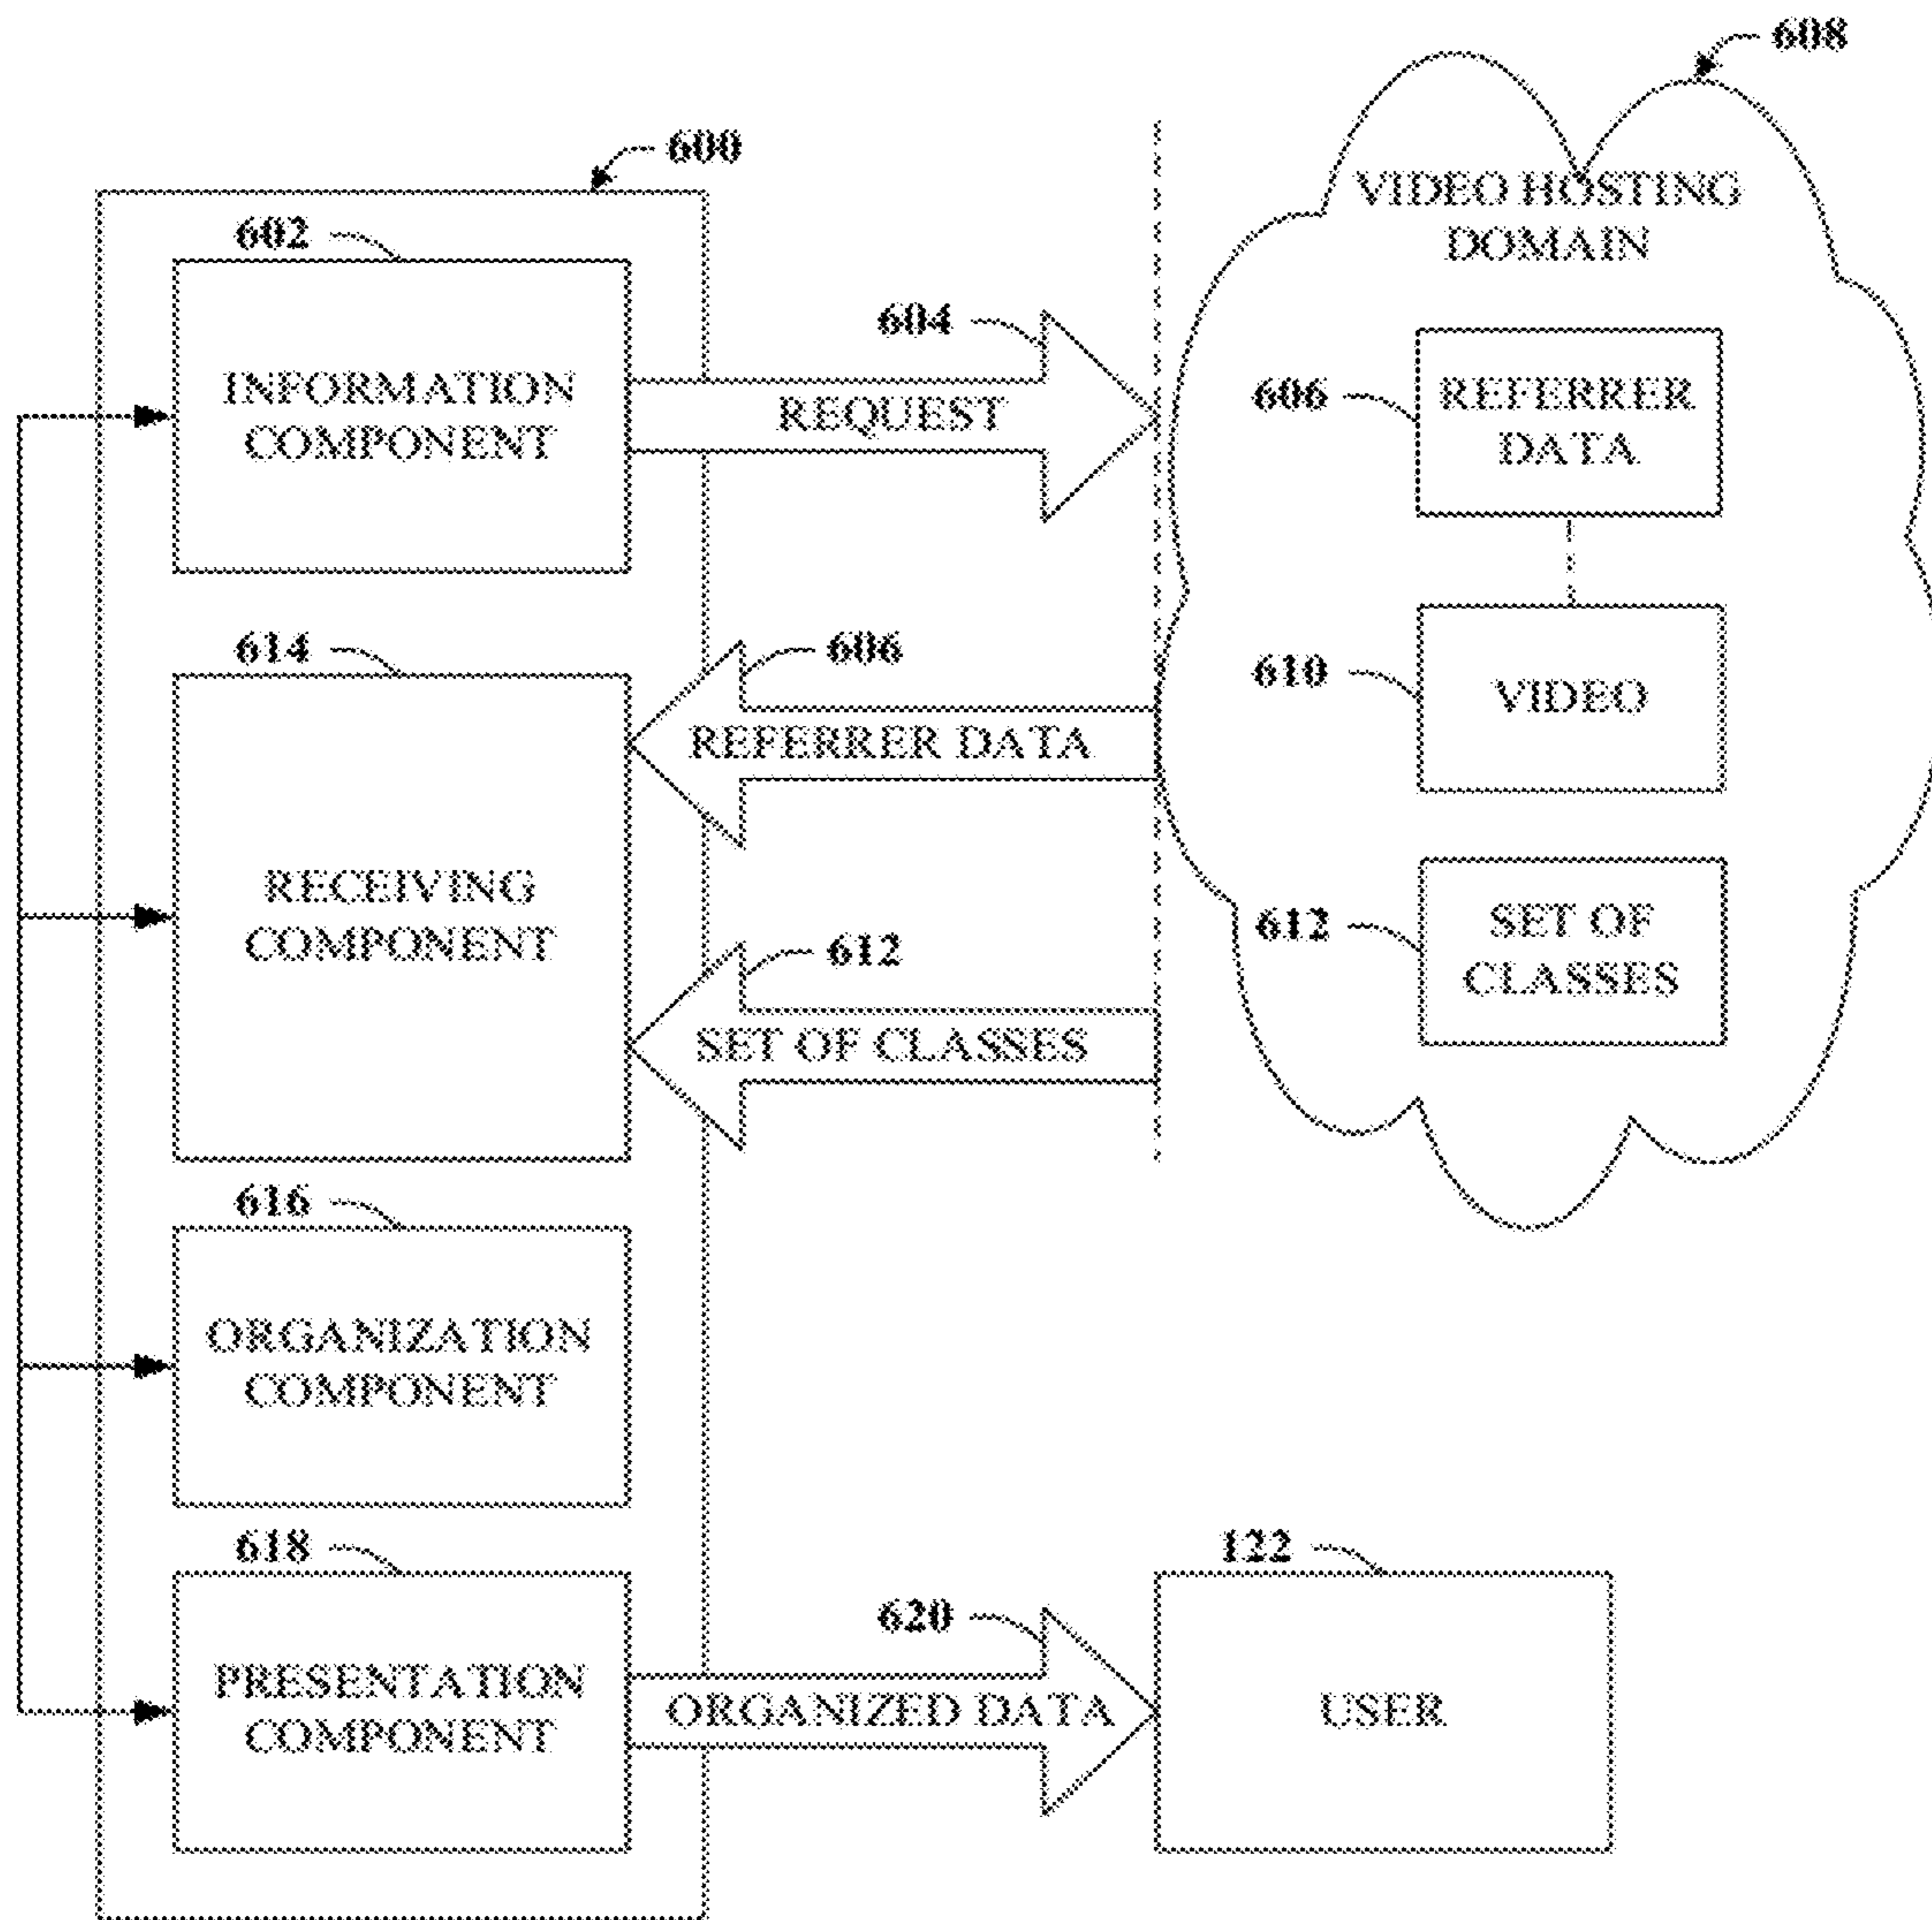 608
600
VIDEO HOSTING
DOMAIN
602
604
INFORMATION
COMPONENT
REQUEST
606
REFERRER
DATA
614
606
610
VIDEO
REFERRER DATA
RECEIVING
COMPONENT
612
612
SET OF
CLASSES
SET OF CLASSES
616
ORGANIZATION
COMPONENT
618
122
620
PRESENTATION
COMPONENT
ORGANIZED DATA
USER